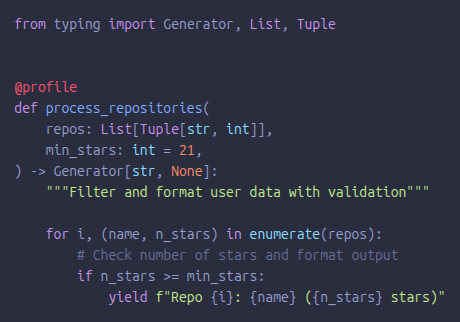 from typing import Generator, List, Tuple


@profile
def process_repositories(
    repos: List[Tuple[str, int]],
    min_stars: int = 21,
) -> Generator[str, None]:
    """Filter and format user data with validation"""

    for i, (name, n_stars) in enumerate(repos):
        # Check number of stars and format output
        if n_stars >= min_stars:
            yield f"Repo {i}: {name} ({n_stars} stars)"